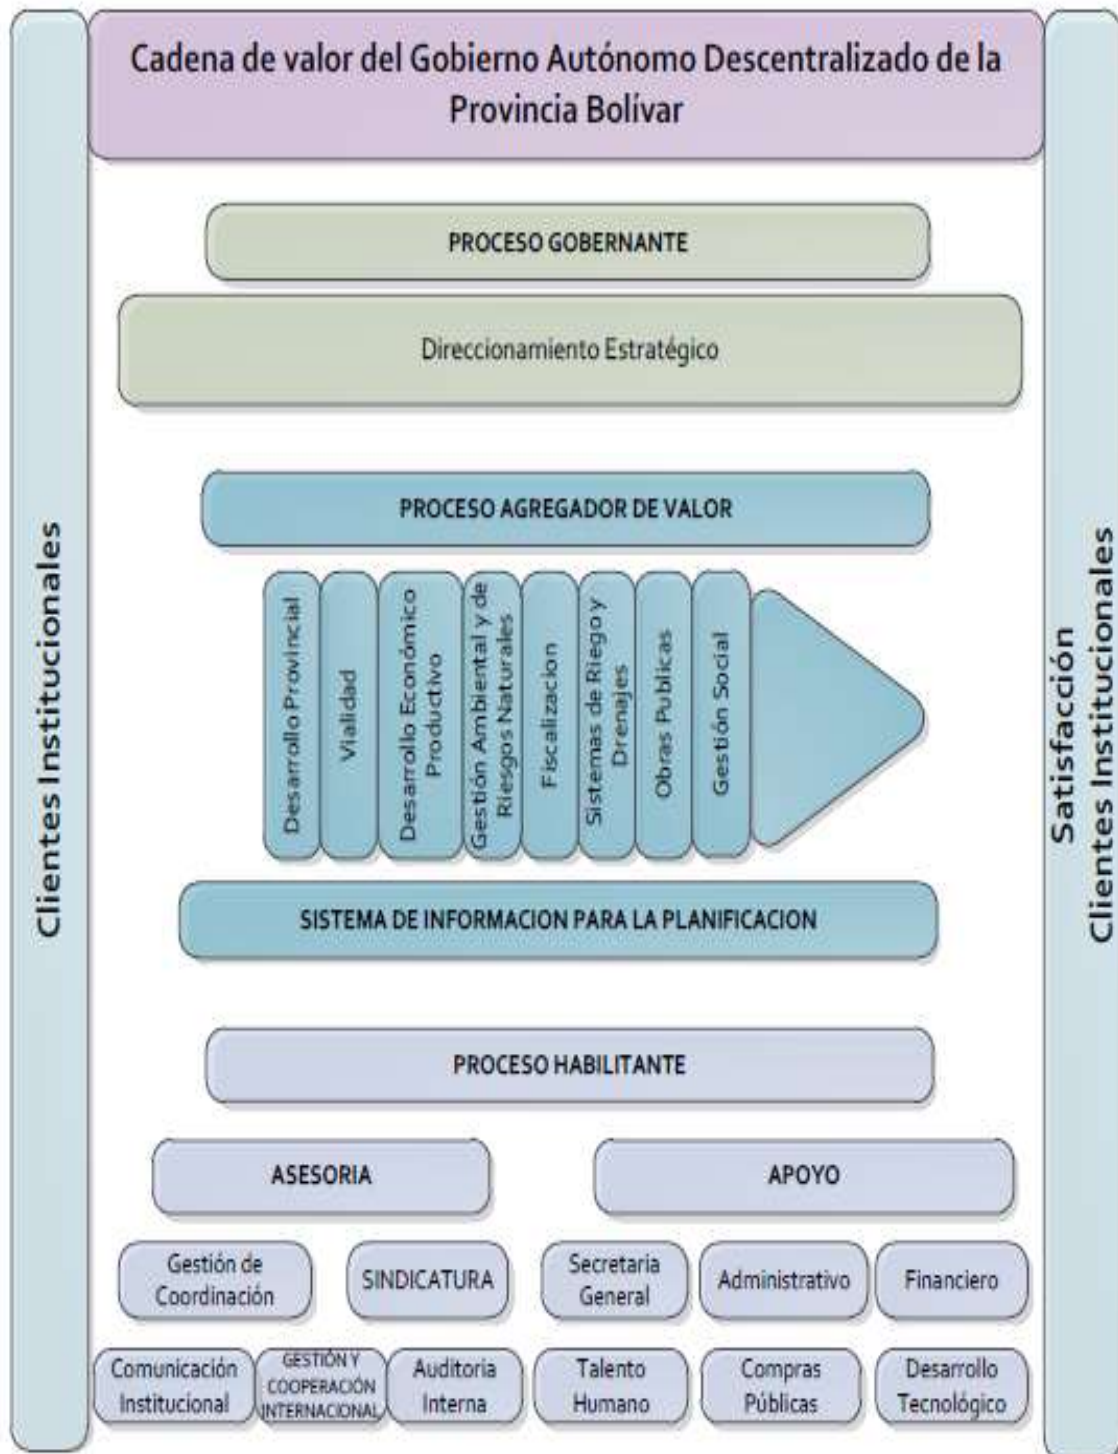 Cadena de valor del Gobierno Autónomo Descentralizado de la
Provincia Bolívar
Clientes Institucionales
PROCESO GOBERNANTE
Direccionamiento Estratégico
PROCESO AGREGADOR DE VALOR
Desarrollo Provincial
Vialidad
Desarrollo Económico
Productivo
Gestión Ambiental y de
Riesgos Naturales
Fiscalizacion
Sistemas de Riego y
Drenajes
Obras Publicas
Gestión Social
SISTEMA DE INFORMACION PARA LA PLANIFICACION
PROCESO HABILITANTE
ASESORIA
APOYO
Gestión de
Coordinación
SINDICATURA
Secretaria
General
Administrativo
Financiero
Comunicación
Institucional
GESTIÓN Y
COOPERACIÓN
INTERNACIONAL
Auditoria
Interna
Talento
Humano
Compras
Públicas
Desarrollo
Tecnológico
Satisfacción
Clientes Institucionales